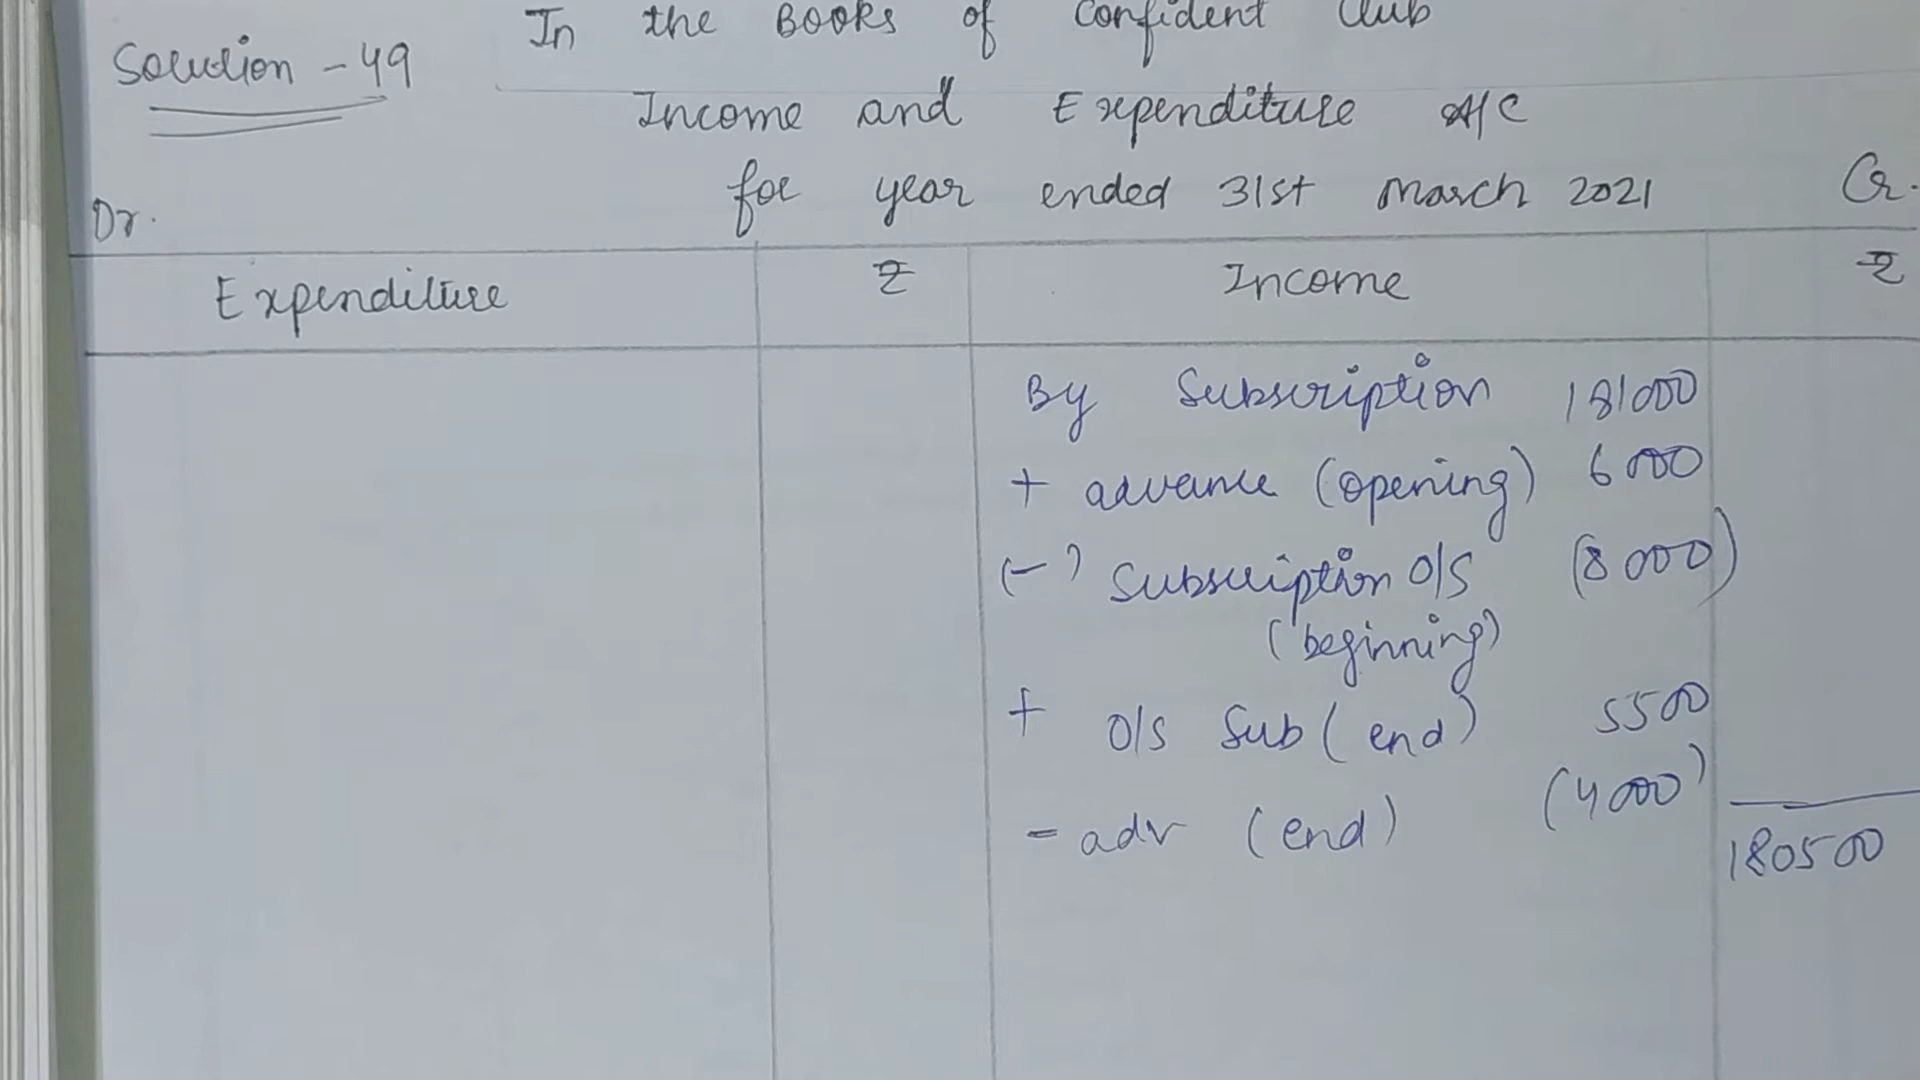 In the Books of Confident Club
Solution - 49
Income and Expenditure A/C
for year ended 31st March 2021
Dr. Cr.
Expenditure ₹ Income ₹
By Subscription 181000
+ advance (opening) 6000
(-) Subscription O/S (8000)
(beginning)
+ O/S Sub (end) 5500
- adv (end) (4000)
180500